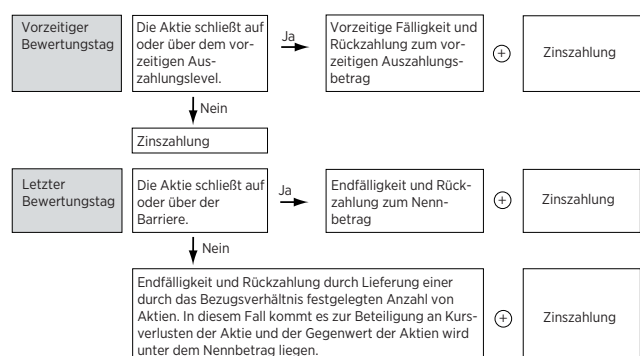 Vorzeitiger
Bewertungstag
Die Aktie schließt auf
oder über dem vor-
zeitigen Aus-
zahlungslevel.
Ja
Vorzeitige Fälligkeit und
Rückzahlung zum vor-
zeitigen Auszahlungs-
betrag
+
Zinszahlung
Nein
Zinszahlung
Letzter
Bewertungstag
Die Aktie schließt auf
oder über der
Barriere.
Ja
Endfälligkeit und Rück-
zahlung zum Nenn-
betrag
+
Zinszahlung
Nein
Endfälligkeit und Rückzahlung durch Lieferung einer
durch das Bezugsverhältnis festgelegten Anzahl von
Aktien. In diesem Fall kommt es zur Beteiligung an Kurs-
verlusten der Aktie und der Gegenwert der Aktien wird
unter dem Nennbetrag liegen.
+
Zinszahlung